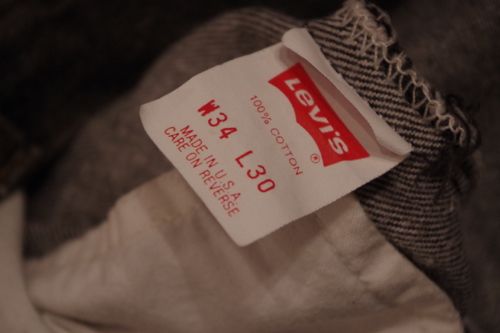 Levi's
®
100% COTTON
W34 L30
MADE IN U.S.A.
CARE ON REVERSE